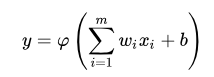 y = φ ( ∑_{i=1}^{m} w_i x_i + b )